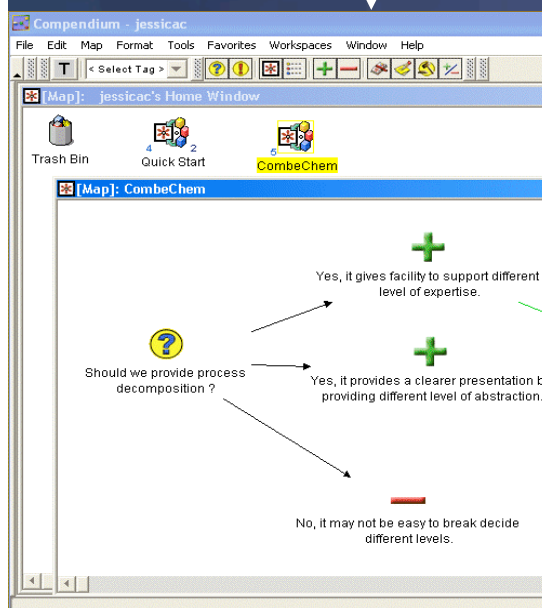 Compendium - jessicac
File Edit Map Format Tools Favorites Workspaces Window Help
T < Select Tag >
[Map]: jessicac's Home Window
4 2 5
Trash Bin Quick Start CombeChem
[Map]: CombeChem
Yes, it gives facility to support different
level of expertise.
Should we provide process
decomposition ?
Yes, it provides a clearer presentation b
providing different level of abstraction.
No, it may not be easy to break decide
different levels.